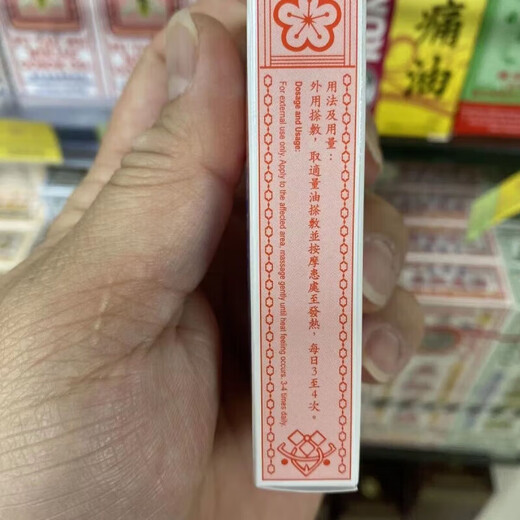 用法及用量：
外用搽敷，取適量油搽敷並按摩患處至發熱，每日3至4次。
Dosage and Usage:
For external use only. Apply to the affected area, massage gently until heat feeling occurs. 3-4 times daily.
痛油